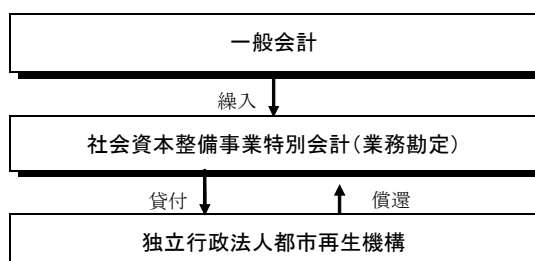 一般会計
繰入
社会資本整備事業特別会計(業務勘定)
貸付 償還
独立行政法人都市再生機構